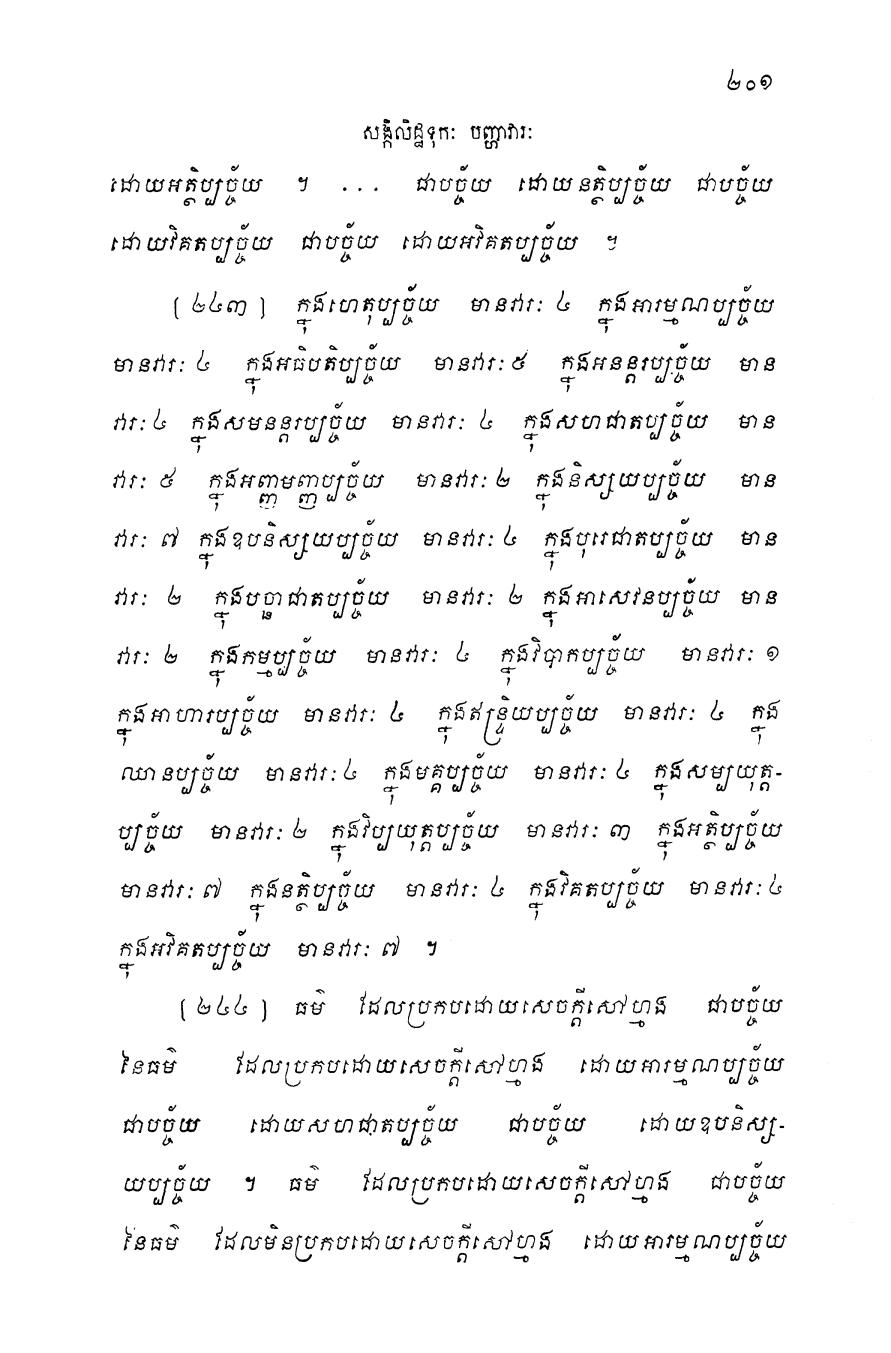 ២០១
សង្កិលិដ្ឋទុកៈ បញ្ហាវារៈ
ដោយអត្ថិប្បច្ច័យ ។ ... ជាបច្ច័យ ដោយនត្ថិប្បច្ច័យ ជាបច្ច័យ
ដោយវិគតប្បច្ច័យ ជាបច្ច័យ ដោយអវិគតប្បច្ច័យ ។
[ ២៤៣ ] ក្នុងហេតុប្បច្ច័យ មានវារៈ ៤ ក្នុងអារម្មណប្បច្ច័យ
មានវារៈ ៤ ក្នុងអធិបតិប្បច្ច័យ មានវារៈ ៥ ក្នុងអនន្តរប្បច្ច័យ មាន
វារៈ ៤ ក្នុងសមនន្តរប្បច្ច័យ មានវារៈ ៤ ក្នុងសហជាតប្បច្ច័យ មាន
វារៈ ៥ ក្នុងអញ្ញាមញ្ញប្បច្ច័យ មានវារៈ ២ ក្នុងនិស្សយប្បច្ច័យ មាន
វារៈ ៧ ក្នុងឧបនិស្សយប្បច្ច័យ មានវារៈ ៤ ក្នុងបុរេជាតប្បច្ច័យ មាន
វារៈ ២ ក្នុងបច្ឆាជាតប្បច្ច័យ មានវារៈ ២ ក្នុងអាសេវនប្បច្ច័យ មាន
វារៈ ២ ក្នុងកម្មប្បច្ច័យ មានវារៈ ៤ ក្នុងវិបាកប្បច្ច័យ មានវារៈ ១
ក្នុងអាហារប្បច្ច័យ មានវារៈ ៤ ក្នុងឥន្ទ្រិយប្បច្ច័យ មានវារៈ ៤ ក្នុង
ឈានប្បច្ច័យ មានវារៈ ៤ ក្នុងមគ្គប្បច្ច័យ មានវារៈ ៤ ក្នុងសម្បយុត្ត-
ប្បច្ច័យ មានវារៈ ២ ក្នុងវិប្បយុត្តប្បច្ច័យ មានវារៈ ៣ ក្នុងអត្ថិប្បច្ច័យ
មានវារៈ ៧ ក្នុងនត្ថិប្បច្ច័យ មានវារៈ ៤ ក្នុងវិគតប្បច្ច័យ មានវារៈ ៤
ក្នុងអវិគតប្បច្ច័យ មានវារៈ ៧ ។
[ ២៤៤ ] ធម៌ ដែលប្រកបដោយសេចក្តីសៅហ្មង ជាបច្ច័យ
នៃធម៌ ដែលប្រកបដោយសេចក្តីសៅហ្មង ដោយអារម្មណប្បច្ច័យ
ជាបច្ច័យ ដោយសហជាតប្បច្ច័យ ជាបច្ច័យ ដោយឧបនិស្ស-
យប្បច្ច័យ ។ ធម៌ ដែលប្រកបដោយសេចក្តីសៅហ្មង ជាបច្ច័យ
នៃធម៌ ដែលមិនប្រកបដោយសេចក្តីសៅហ្មង ដោយអារម្មណប្បច្ច័យ